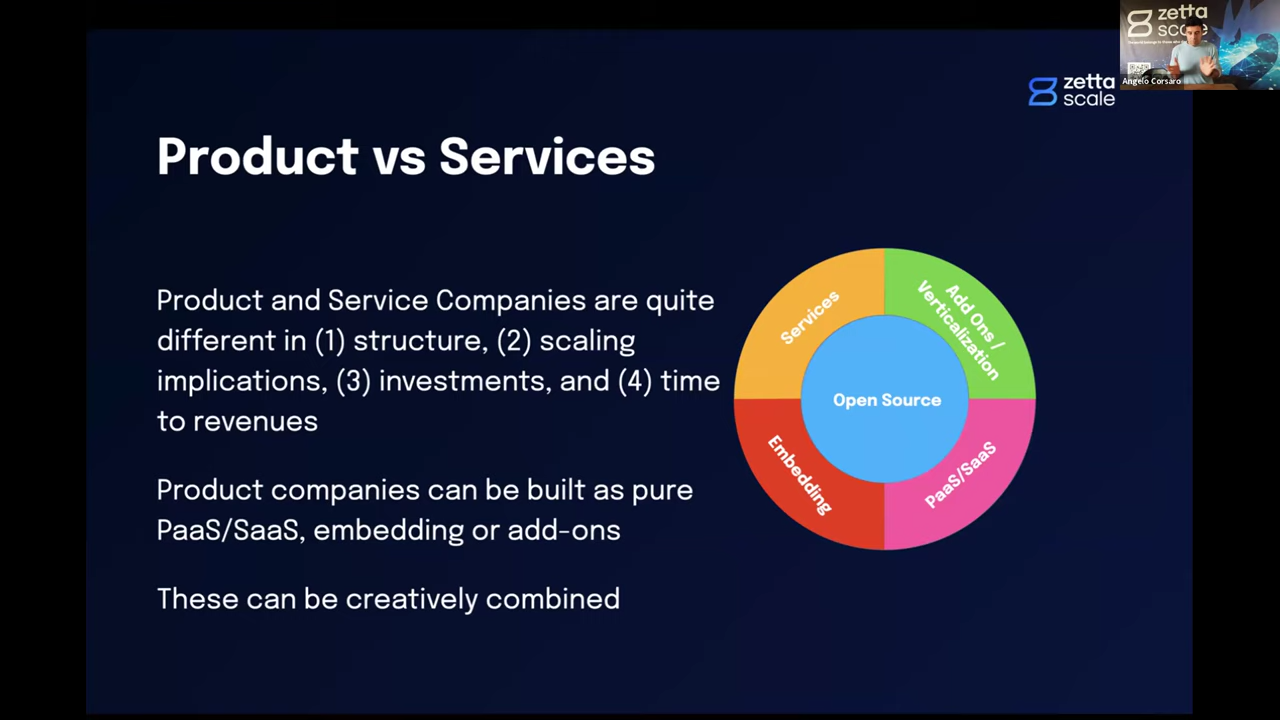 zetta
scale
Angelo Corsaro
zetta
scale
Product vs Services
Product and Service Companies are quite
different in (1) structure, (2) scaling
implications, (3) investments, and (4) time
to revenues
Product companies can be built as pure
PaaS/SaaS, embedding or add-ons
These can be creatively combined
Services
Add Ons /
Verticalization
Open Source
Embedding
PaaS/SaaS